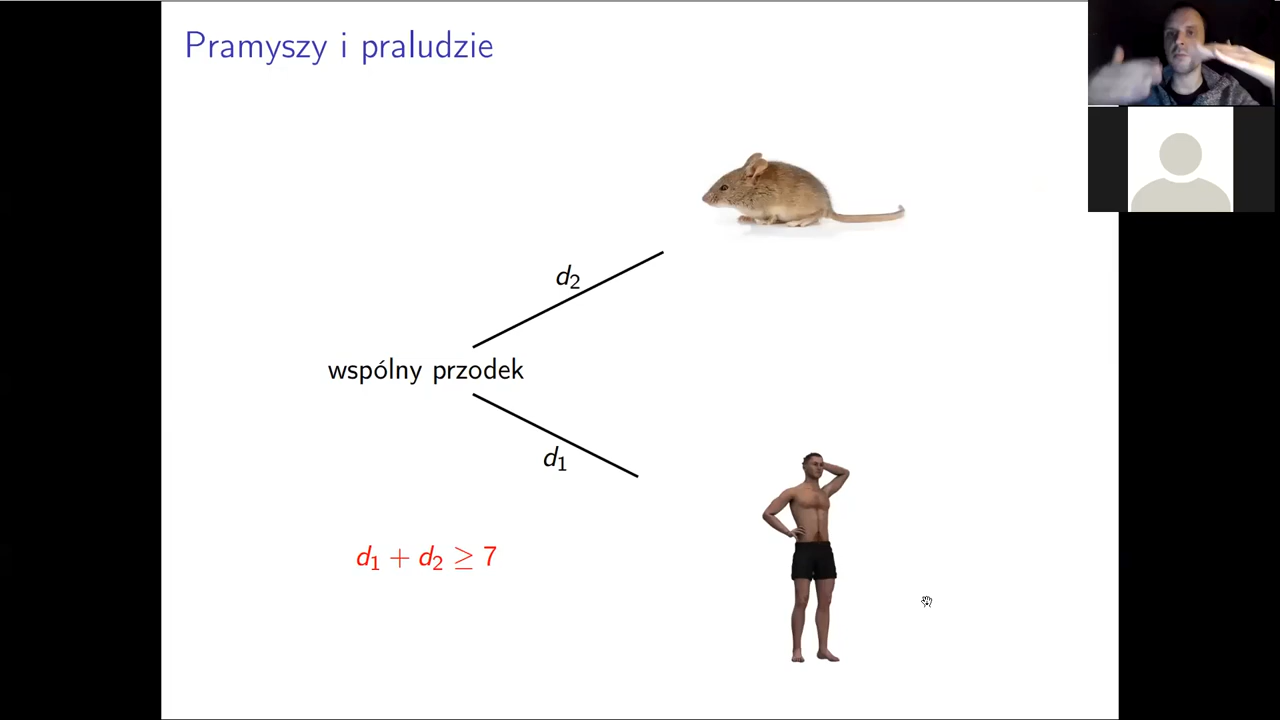 Pramyszy i praludzie
d₂
wspólny przodek
d₁
d₁ + d₂ ≥ 7